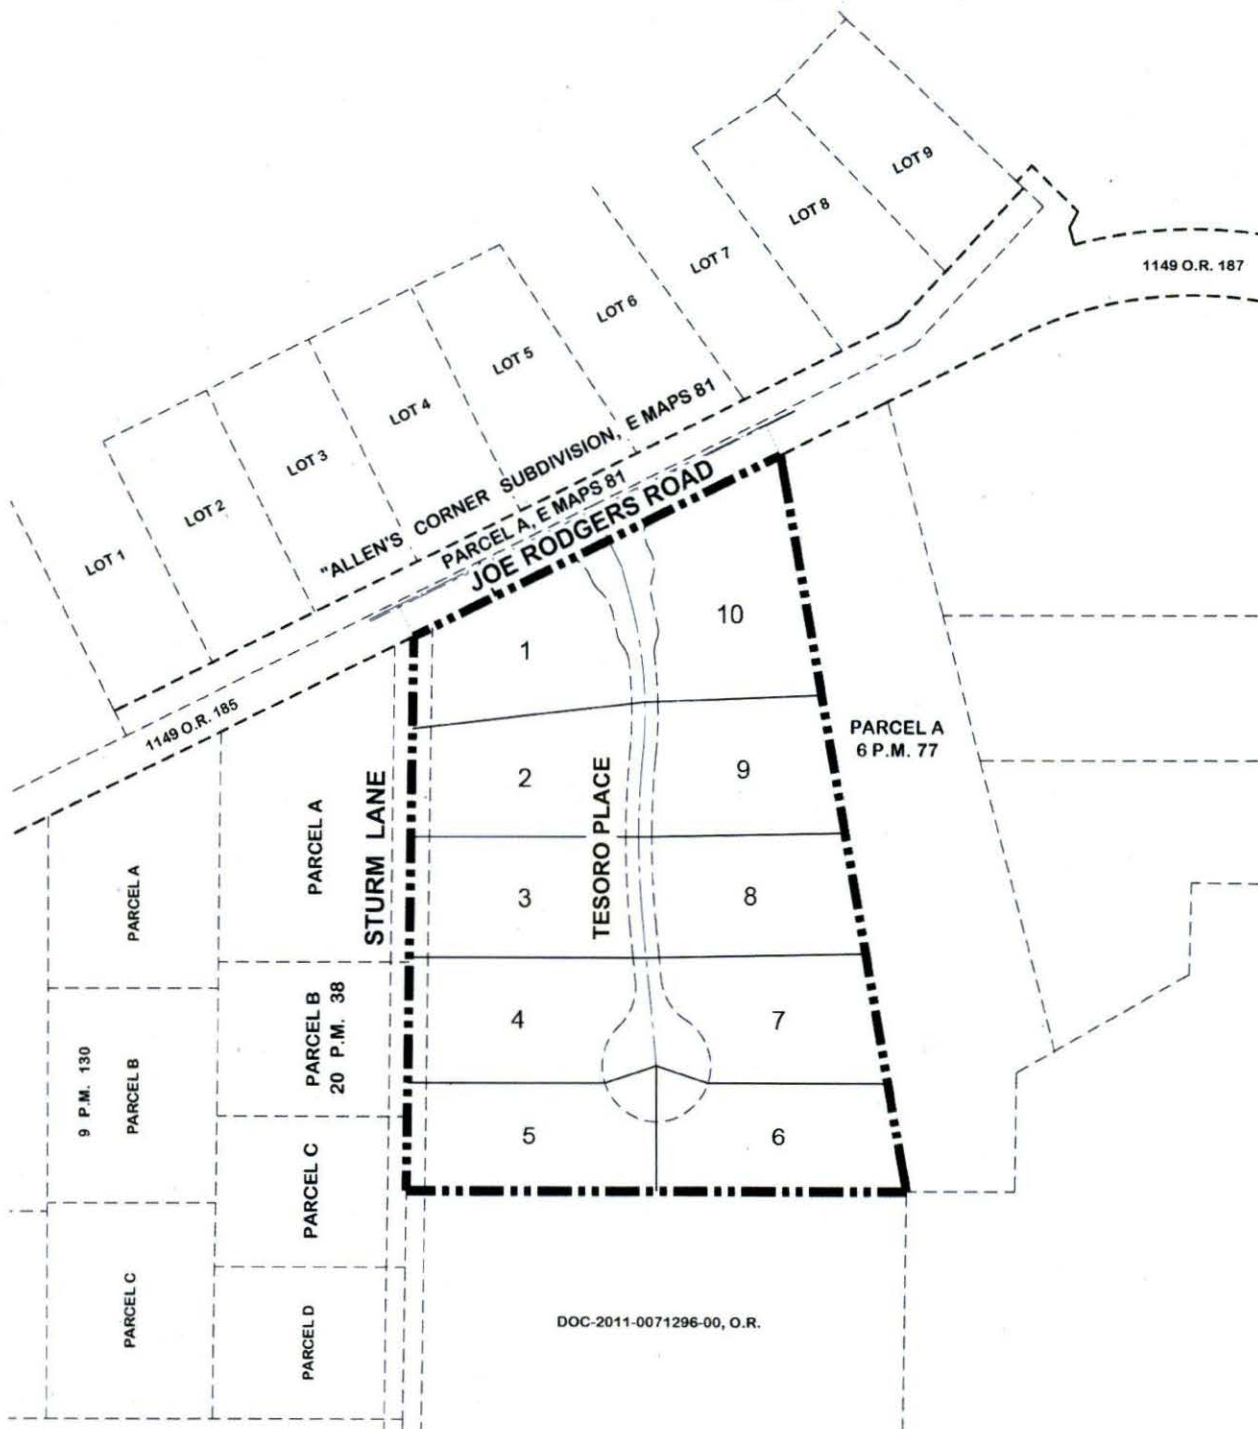 LOT 9
LOT 8
1149 O.R. 187
LOT 7
LOT 6
LOT 5
LOT 4
LOT 3
LOT 2
LOT 1
"ALLEN'S CORNER SUBDIVISION, E MAPS 81
PARCEL A, E MAPS 81
JOE RODGERS ROAD
10
1
1149 O.R. 185
PARCEL A
6 P.M. 77
2
9
STURM LANE
TESORO PLACE
PARCEL A
PARCEL A
3
8
PARCEL B
20 P.M. 38
4
7
9 P.M. 130
PARCEL B
5
6
PARCEL C
PARCEL C
PARCEL D
DOC-2011-0071296-00, O.R.